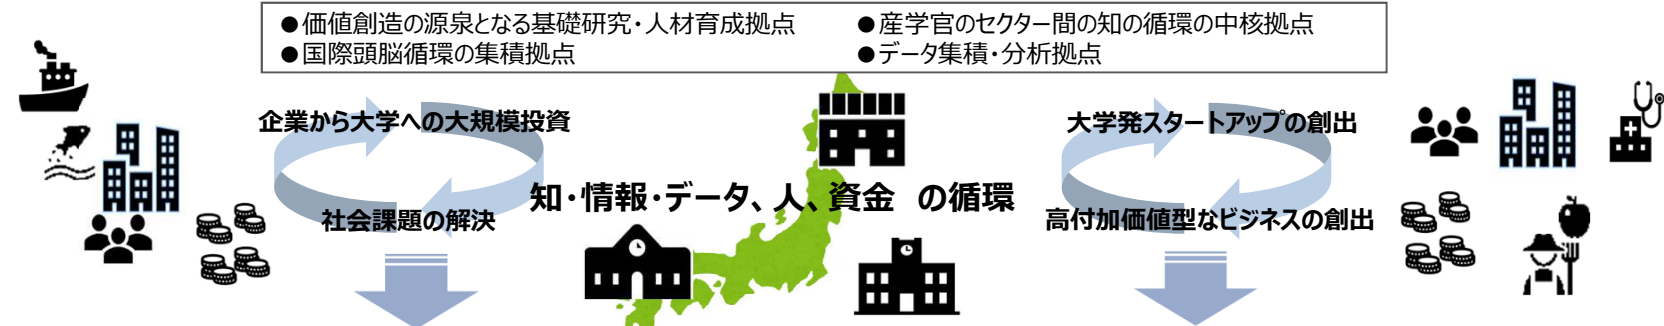 ●価値創造の源泉となる基礎研究・人材育成拠点
●産学官のセクター間の知の循環の中核拠点
●国際頭脳循環の集積拠点
●データ集積・分析拠点
企業から大学への大規模投資
大学発スタートアップの創出
知・情報・データ、人、資金　の循環
社会課題の解決
高付加価値型なビジネスの創出